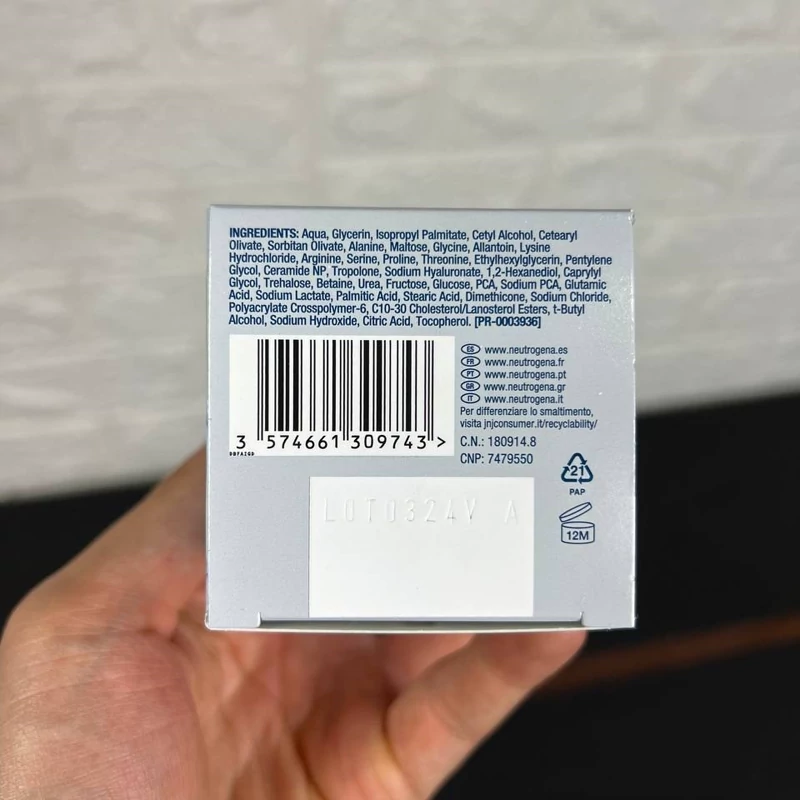 INGREDIENTS: Aqua, Glycerin, Isopropyl Palmitate, Cetyl Alcohol, Cetearyl
Olivate, Sorbitan Olivate, Alanine, Maltose, Glycine, Allantoin, Lysine
Hydrochloride, Arginine, Serine, Proline, Threonine, Ethylhexylglycerin, Pentylene
Glycol, Ceramide NP, Tropolone, Sodium Hyaluronate, 1,2-Hexanediol, Caprylyl
Glycol, Trehalose, Betaine, Urea, Fructose, Glucose, PCA, Sodium PCA, Glutamic
Acid, Sodium Lactate, Palmitic Acid, Stearic Acid, Dimethicone, Sodium Chloride,
Polyacrylate Crosspolymer-6, C10-30 Cholesterol/Lanosterol Esters, t-Butyl
Alcohol, Sodium Hydroxide, Citric Acid, Tocopherol. [PR-0003936]
ES www.neutrogena.es
FR www.neutrogena.fr
PT www.neutrogena.pt
GR www.neutrogena.gr
IT www.neutrogena.it
Per differenziare lo smaltimento,
visita jnjconsumer.it/recyclability/
C.N.: 180914.8
CNP: 7479550
3 574661 309743 >
21
PAP
12M
LOT0324V A